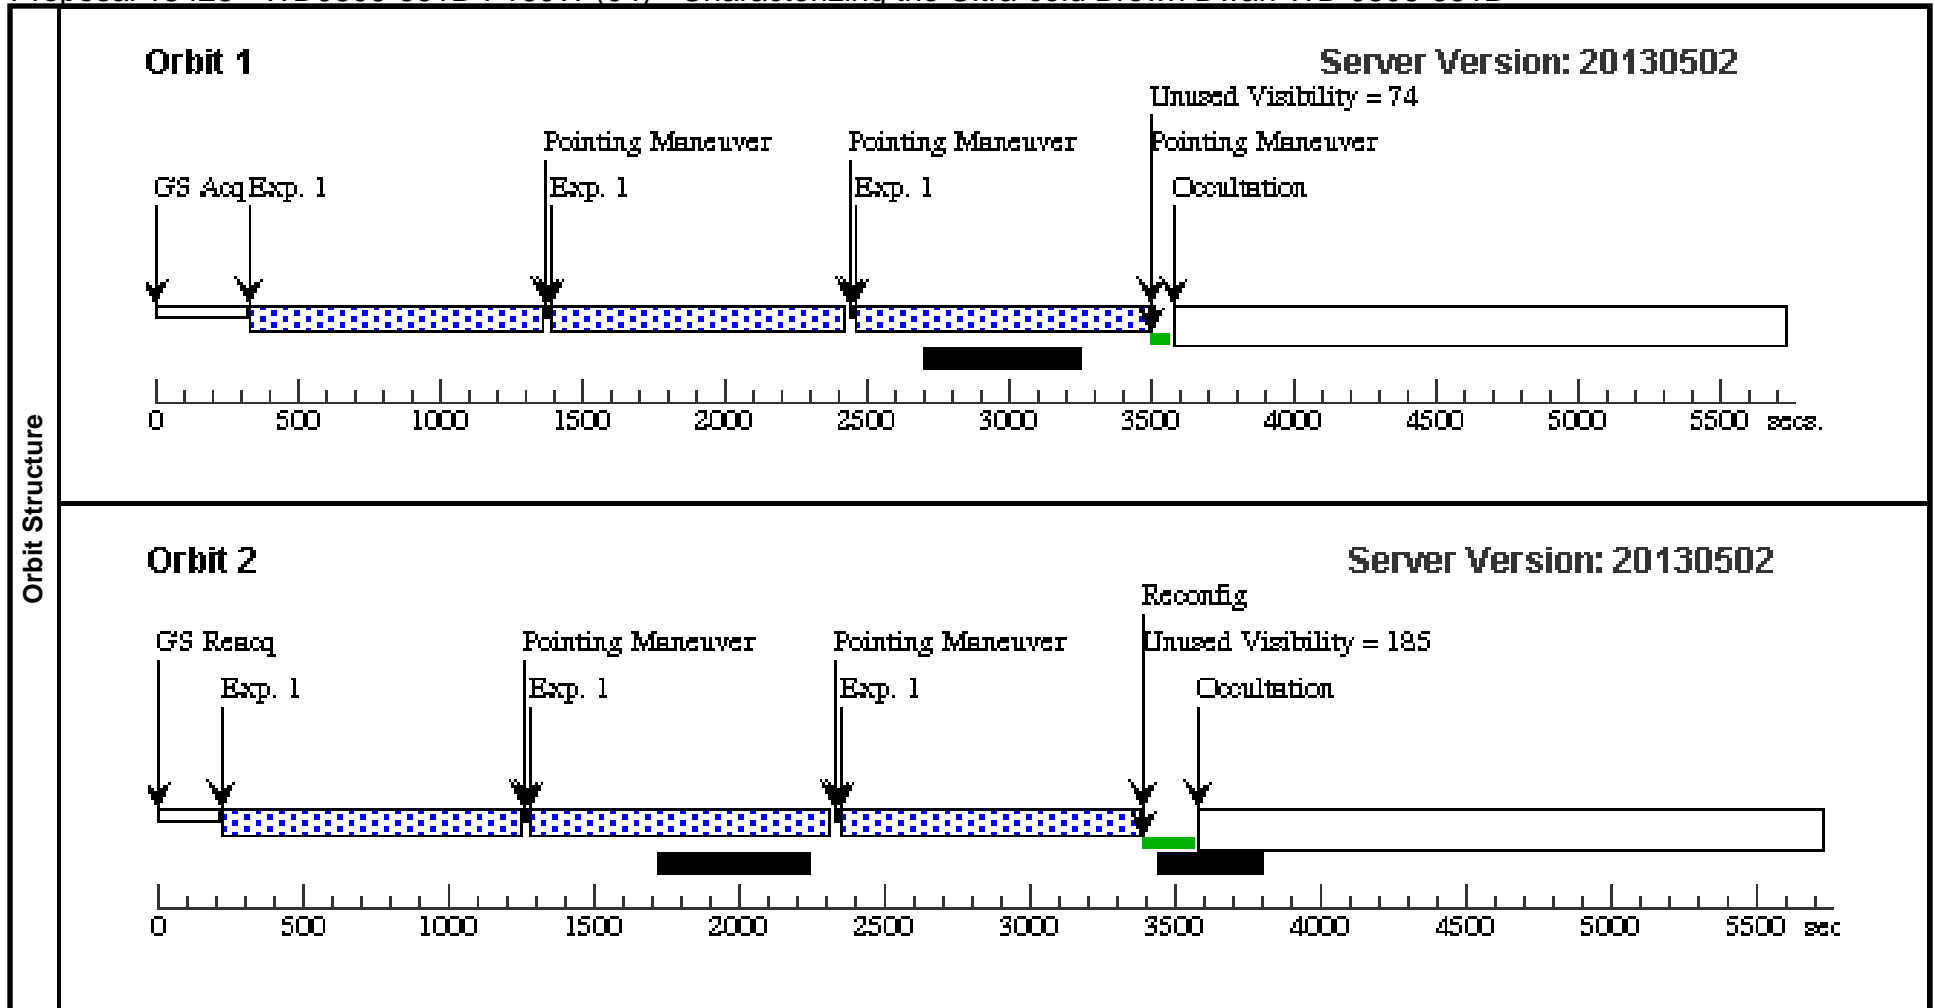 Orbit Structure
Orbit 1
Server Version: 20130502
Unused Visibility = 74
Pointing Maneuver Pointing Maneuver Pointing Maneuver
GS Acq Exp. 1 Exp. 1 Exp. 1 Occultation
0 500 1000 1500 2000 2500 3000 3500 4000 4500 5000 5500 secs.
Orbit 2
Server Version: 20130502
Reconfig
GS Reacq Pointing Maneuver Pointing Maneuver Unused Visibility = 185
Exp. 1 Exp. 1 Exp. 1 Occultation
0 500 1000 1500 2000 2500 3000 3500 4000 4500 5000 5500 sec